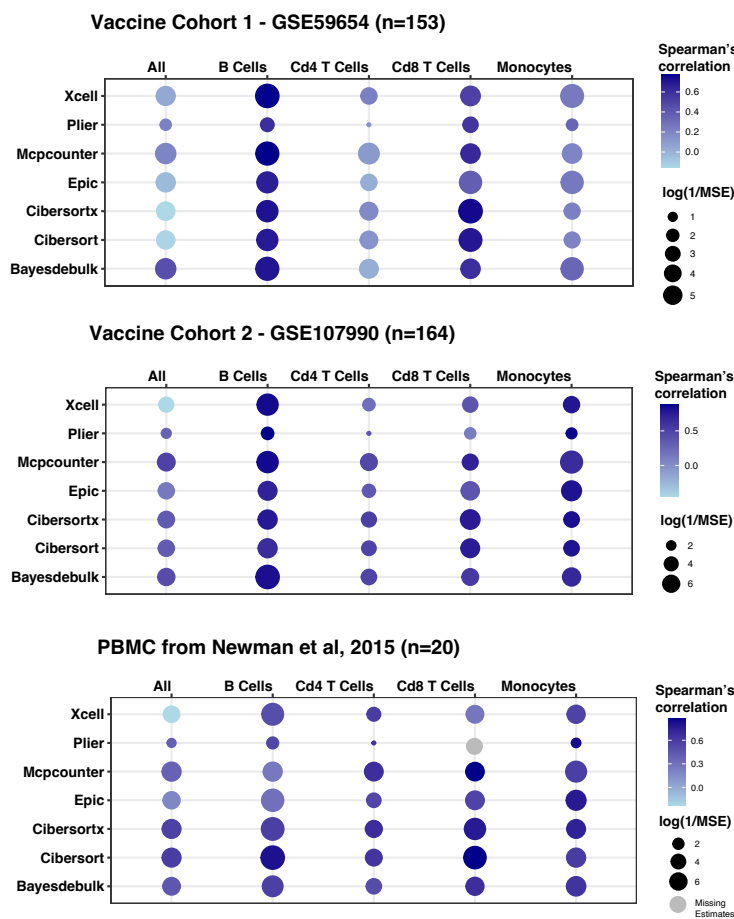 Vaccine Cohort 1 - GSE59654 (n=153)
All B Cells Cd4 T Cells Cd8 T Cells Monocytes
Xcell
Plier
Mcpcounter
Epic
Cibersortx
Cibersort
Bayesdebulk
Spearman's
correlation
0.6
0.4
0.2
0.0
log(1/MSE)
1
2
3
4
5
Vaccine Cohort 2 - GSE107990 (n=164)
All B Cells Cd4 T Cells Cd8 T Cells Monocytes
Xcell
Plier
Mcpcounter
Epic
Cibersortx
Cibersort
Bayesdebulk
Spearman's
correlation
0.5
0.0
log(1/MSE)
2
4
6
PBMC from Newman et al, 2015 (n=20)
All B Cells Cd4 T Cells Cd8 T Cells Monocytes
Xcell
Plier
Mcpcounter
Epic
Cibersortx
Cibersort
Bayesdebulk
Spearman's
correlation
0.6
0.3
0.0
log(1/MSE)
2
4
6
Missing
Estimates